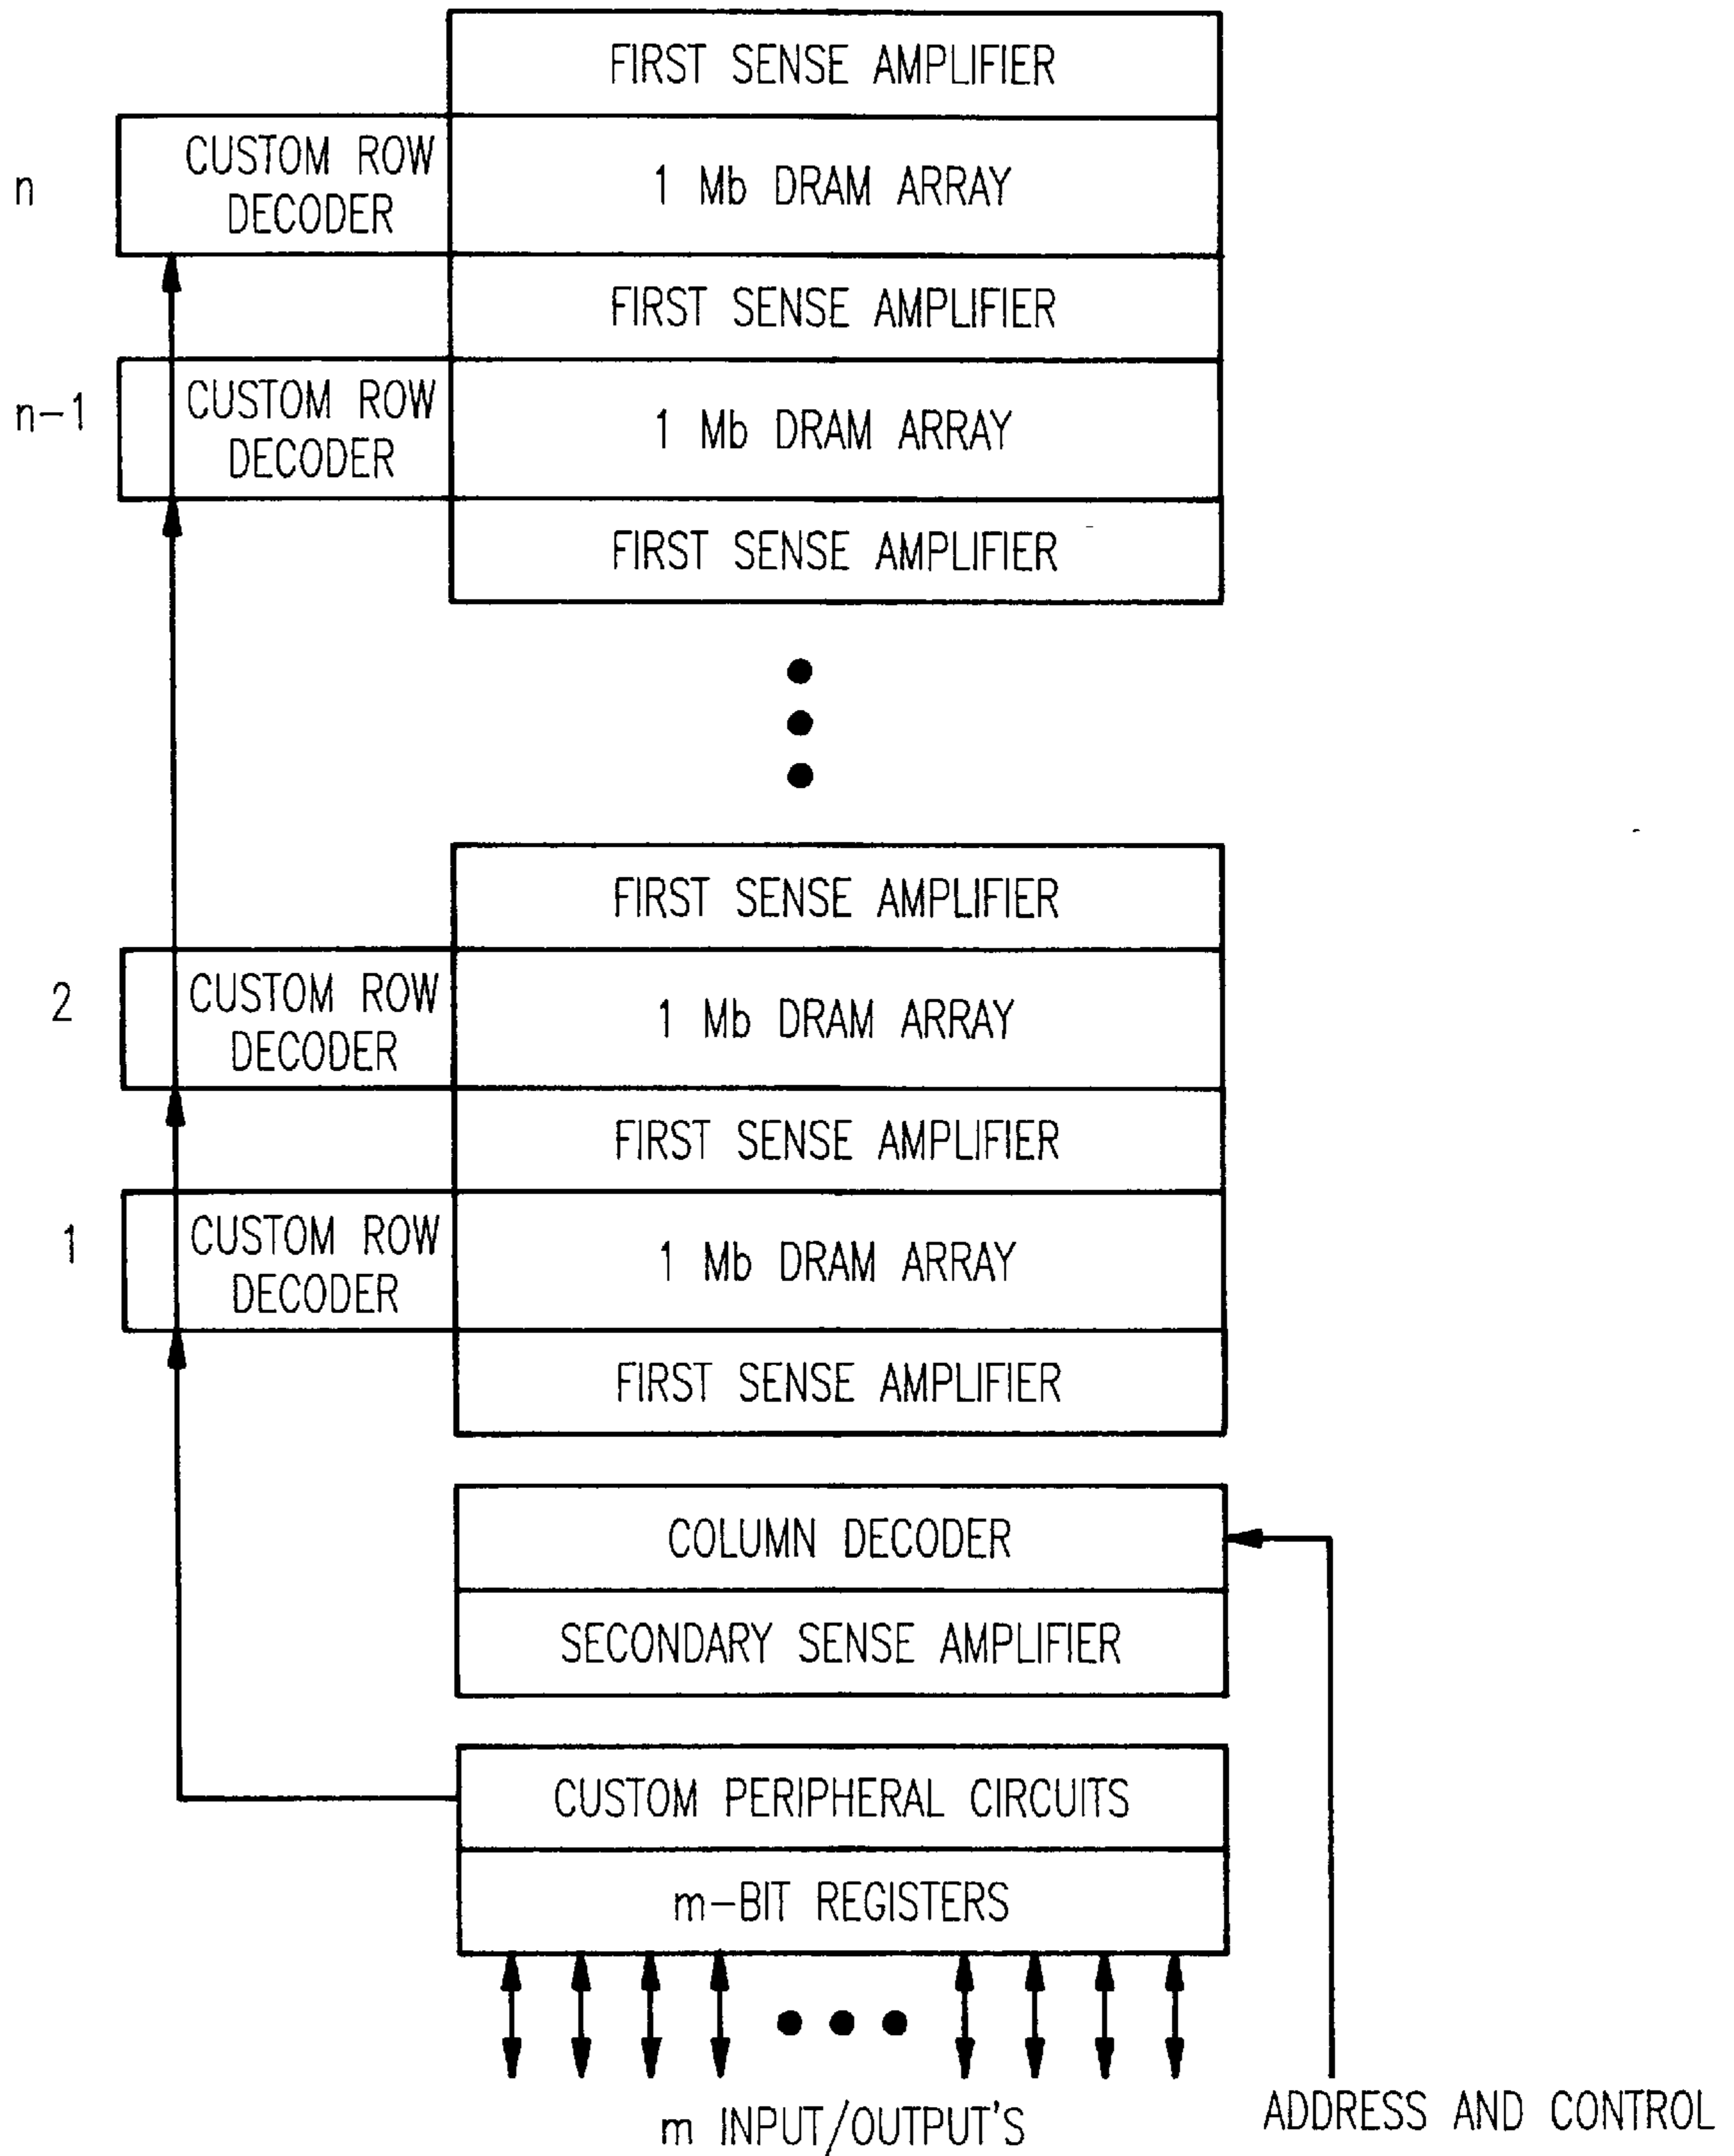 FIRST SENSE AMPLIFIER
n
CUSTOM ROW
DECODER
1 Mb DRAM ARRAY
FIRST SENSE AMPLIFIER
n-1
CUSTOM ROW
DECODER
1 Mb DRAM ARRAY
FIRST SENSE AMPLIFIER
FIRST SENSE AMPLIFIER
2
CUSTOM ROW
DECODER
1 Mb DRAM ARRAY
FIRST SENSE AMPLIFIER
1
CUSTOM ROW
DECODER
1 Mb DRAM ARRAY
FIRST SENSE AMPLIFIER
COLUMN DECODER
SECONDARY SENSE AMPLIFIER
CUSTOM PERIPHERAL CIRCUITS
m-BIT REGISTERS
m INPUT/OUTPUT'S
ADDRESS AND CONTROL